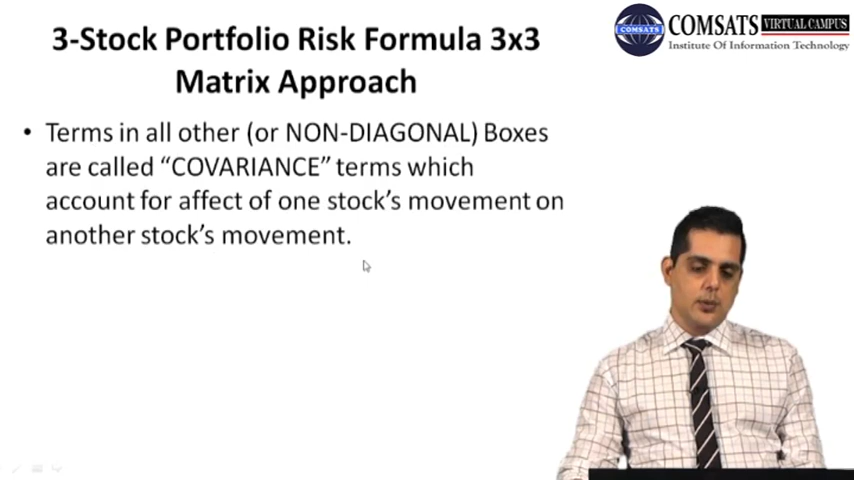 3-Stock Portfolio Risk Formula 3x3
Matrix Approach
COMSATS VIRTUAL CAMPUS
Institute Of Information Technology
COMSATS
• Terms in all other (or NON-DIAGONAL) Boxes
are called “COVARIANCE” terms which
account for affect of one stock’s movement on
another stock’s movement.